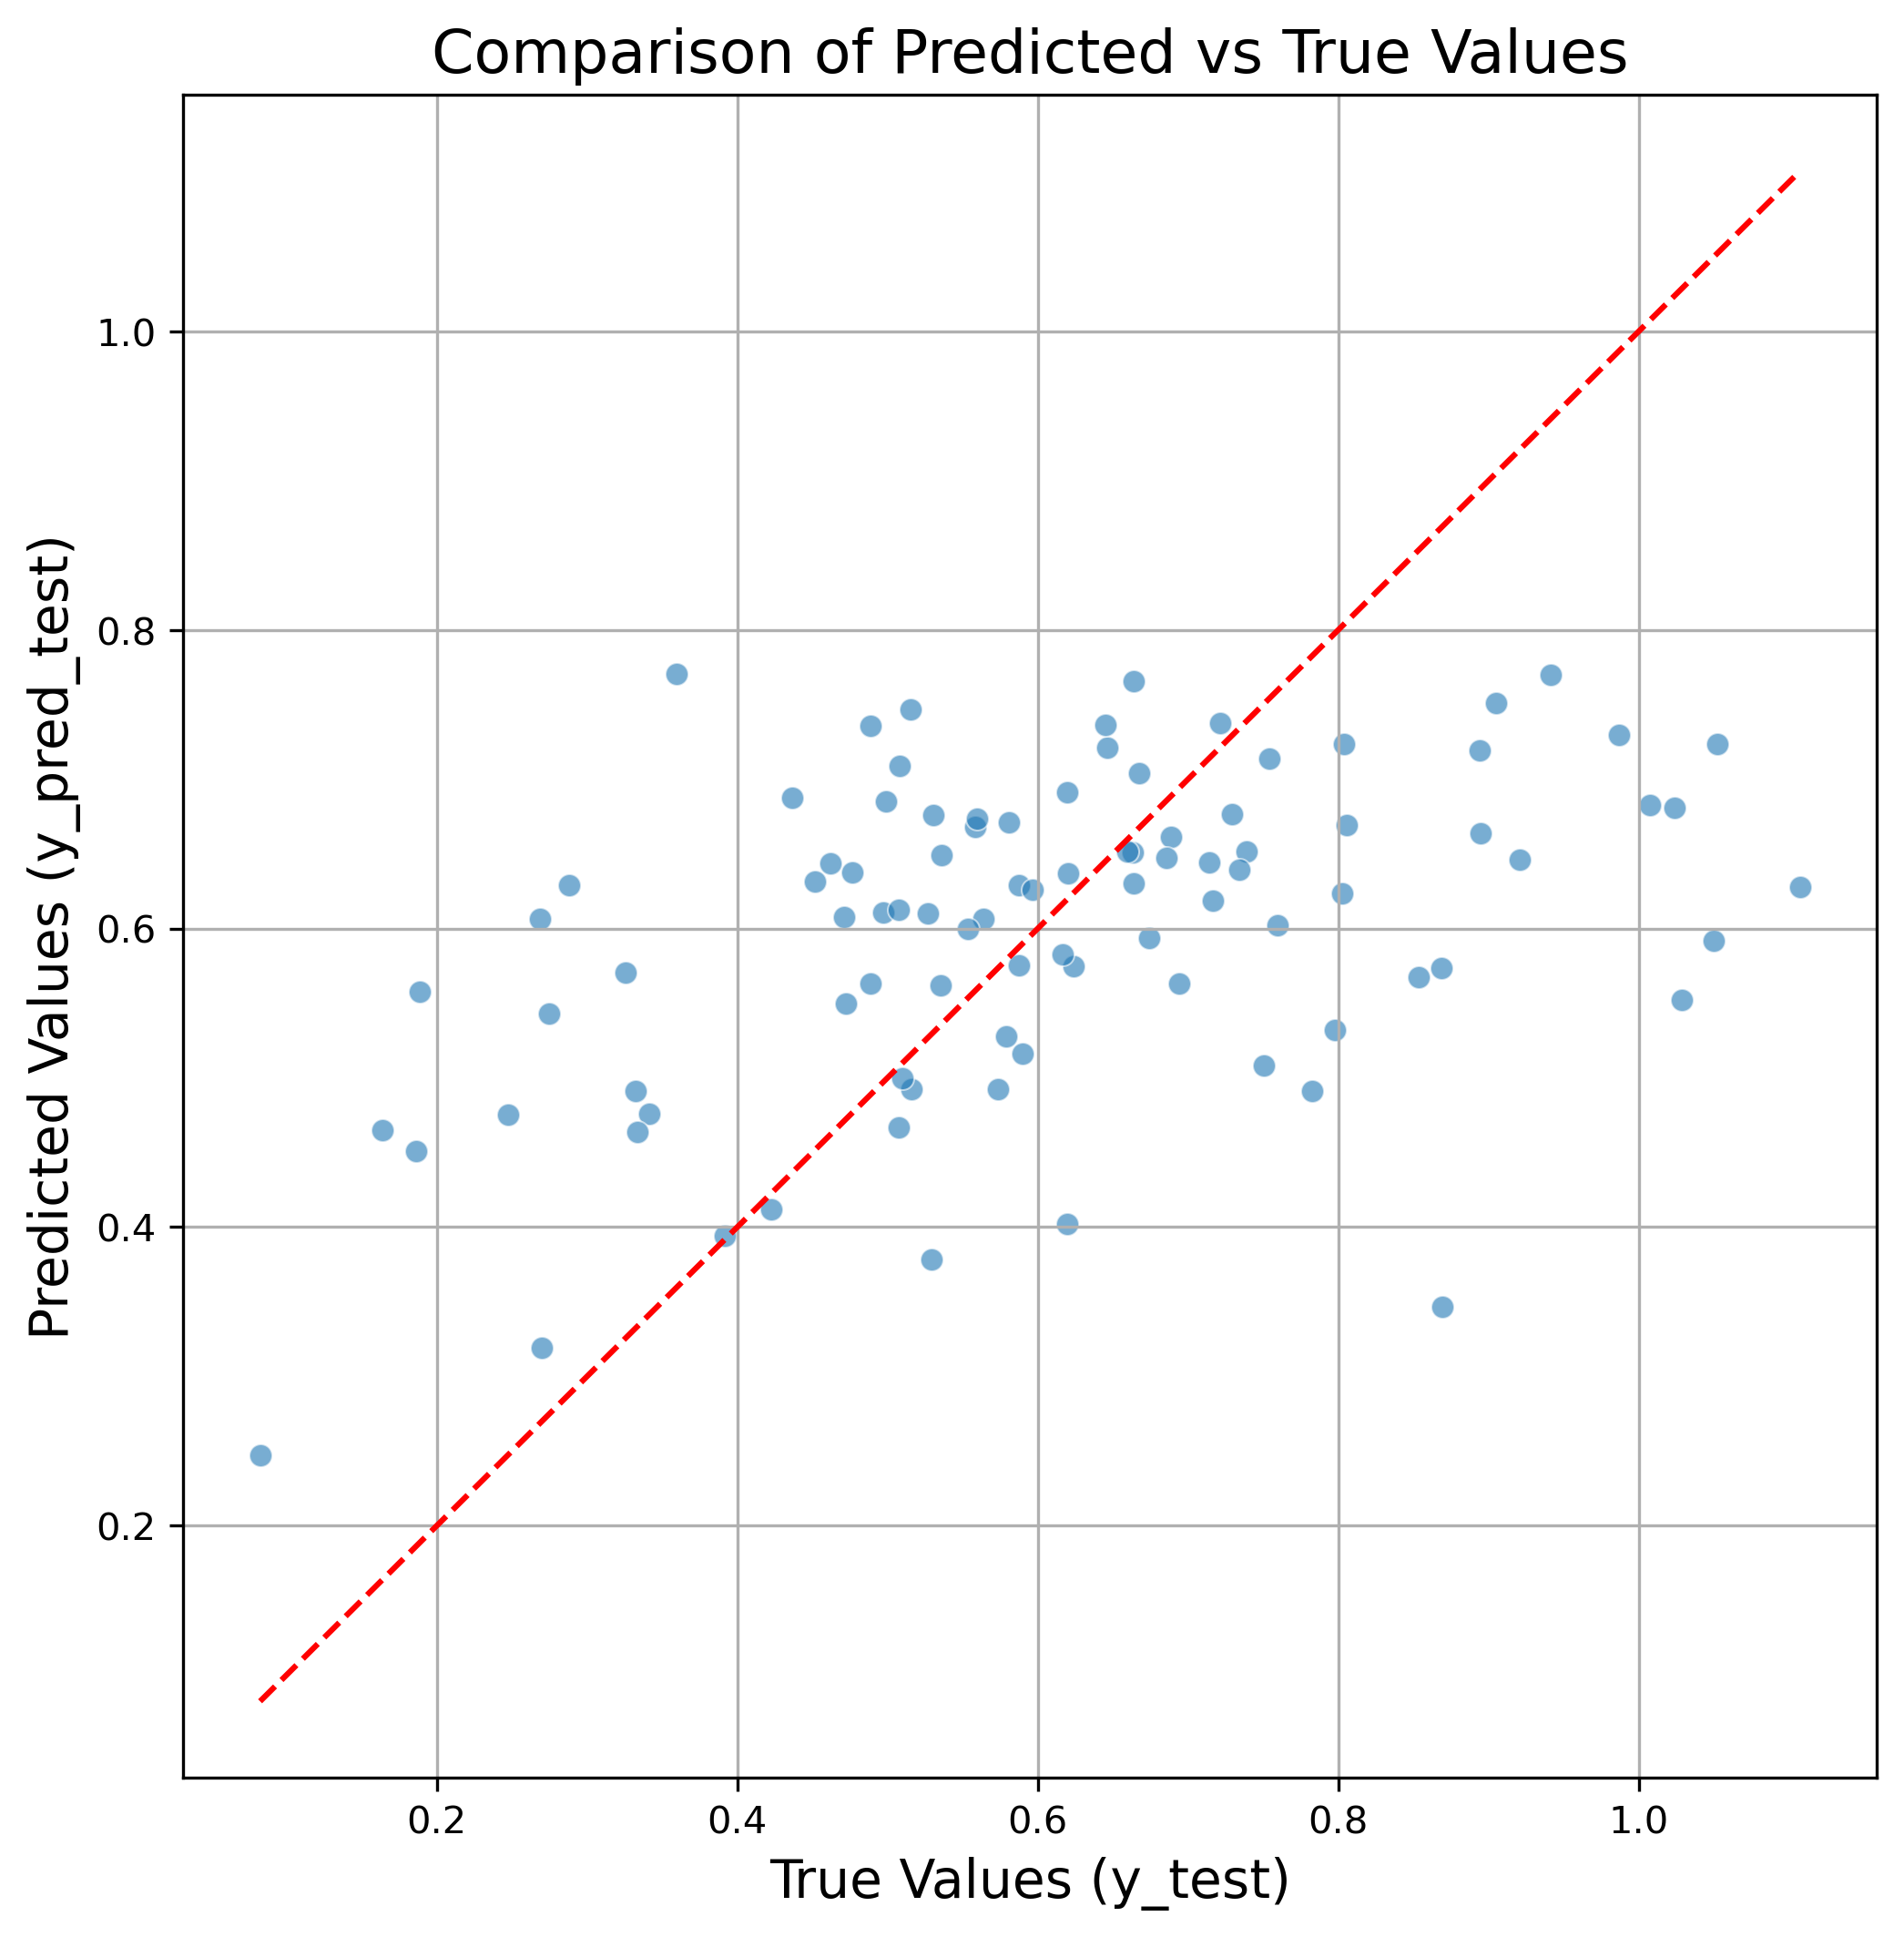 Comparison of Predicted vs True Values
Predicted Values (y_pred_test)
1.0
0.8
0.6
0.4
0.2
0.2 0.4 0.6 0.8 1.0
True Values (y_test)